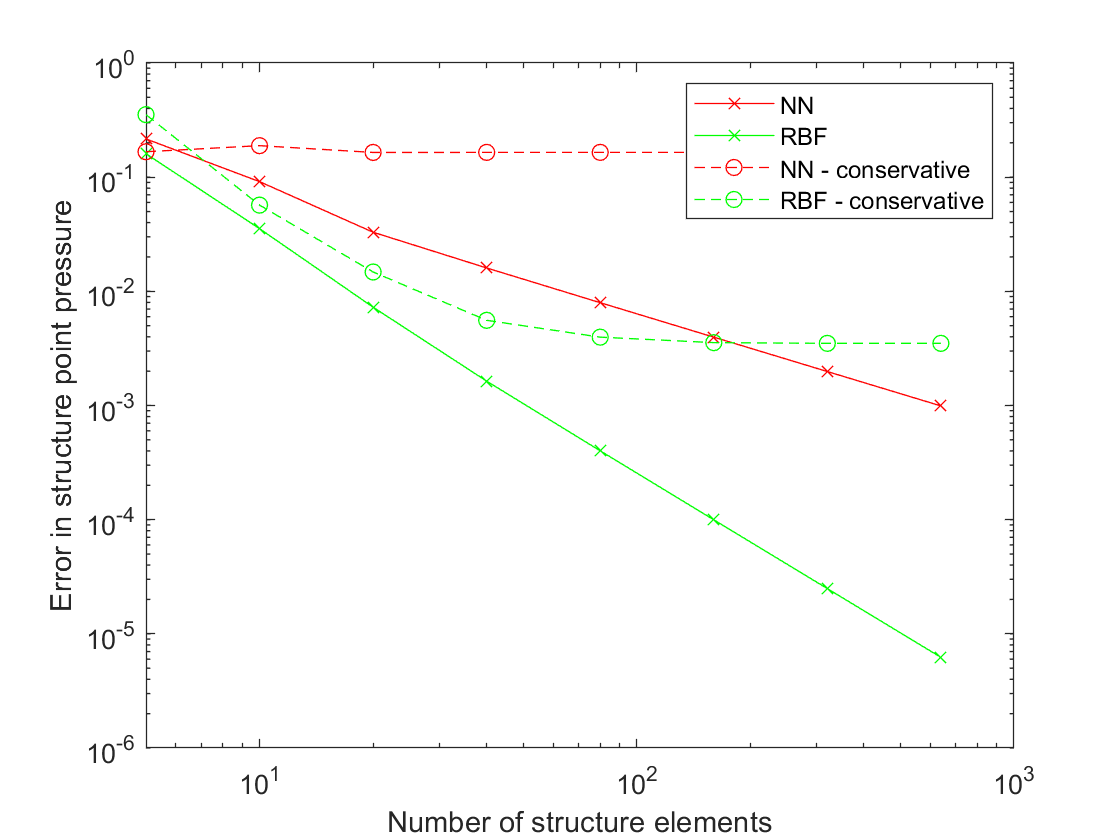 10^0
10^-1
10^-2
10^-3
10^-4
10^-5
10^-6
Error in structure point pressure
NN
RBF
NN - conservative
RBF - conservative
10^1
10^2
10^3
Number of structure elements